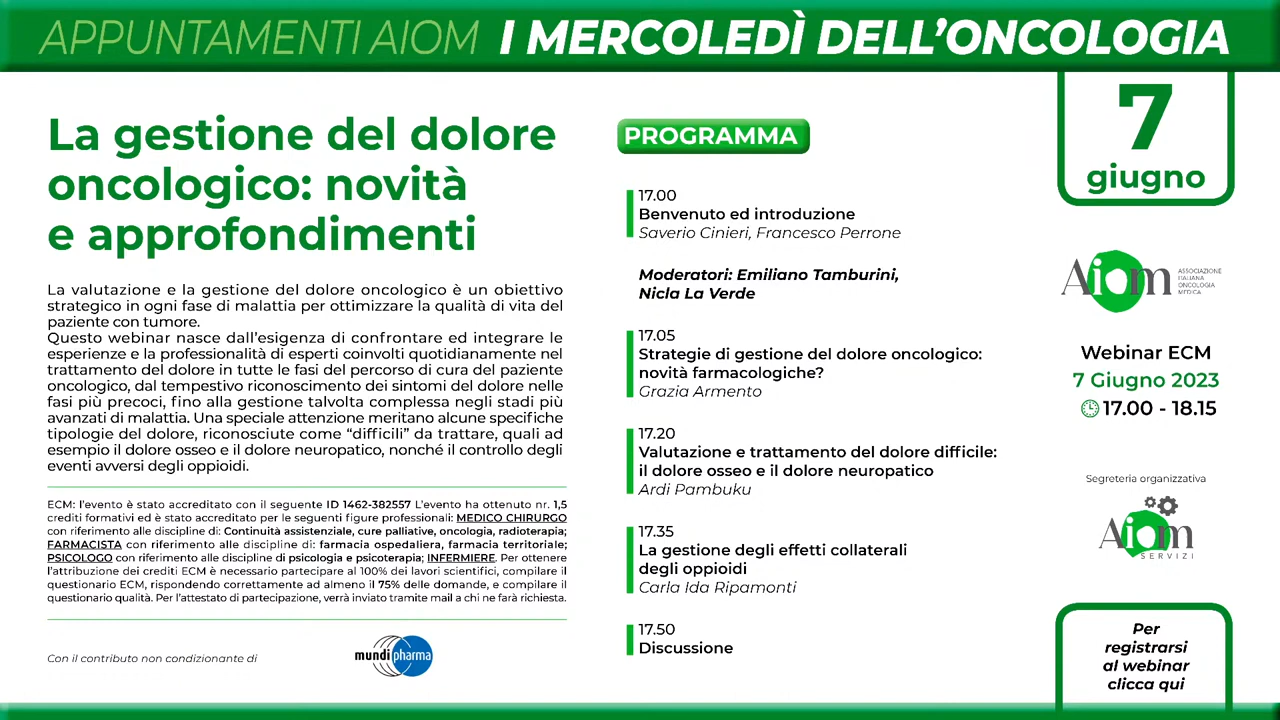 APPUNTAMENTI AIOM I MERCOLEDÌ DELL’ONCOLOGIA
La gestione del dolore
oncologico: novità
e approfondimenti
La valutazione e la gestione del dolore oncologico è un’obiettivo
strategico in ogni fase di malattia per ottimizzare la qualità di vita del
paziente con tumore.
Questo webinar nasce dall’esigenza di confrontare ed integrare le
esperienze e la professionalità di esperti coinvolti quotidianamente nel
trattamento del dolore in tutte le fasi del percorso di cura del paziente
oncologico, dal tempestivo riconoscimento dei sintomi del dolore nelle
fasi più precoci, fino alla gestione talvolta complessa negli stadi più
avanzati di malattia. Una speciale attenzione meritano alcune specifiche
tipologie del dolore, riconosciute come “difficili” da trattare, quali ad
esempio il dolore osseo e il dolore neuropatico, nonché il controllo degli
eventi avversi degli oppioidi.
ECM: l’evento è stato accreditato con il seguente ID 1462-382557 L’evento ha ottenuto nr. 1,5
crediti formativi ed è stato accreditato per le seguenti figure professionali: MEDICO CHIRURGO
con riferimento alle discipline di: Continuità assistenziale, cure palliative, oncologia, radioterapia;
FARMACISTA con riferimento alle discipline di: farmacia ospedaliera, farmacia territoriale;
PSICOLOGO con riferimento alle discipline di psicologia e psicoterapia; INFERMIERE. Per ottenere
l’attribuzione dei crediti ECM è necessario partecipare al 100% dei lavori scientifici, compilare il
questionario ECM, rispondendo correttamente ad almeno il 75% delle domande, e compilare il
questionario qualità. Per l’attestato di partecipazione, verrà inviato tramite mail a chi ne farà richiesta.
Con il contributo non condizionante di
mundipharma
PROGRAMMA
17.00
Benvenuto ed introduzione
Saverio Cinieri, Francesco Perrone
Moderatori: Emiliano Tamburini,
Nicla La Verde
17.05
Strategie di gestione del dolore oncologico:
novità farmacologiche?
Grazia Armento
17.20
Valutazione e trattamento del dolore difficile:
il dolore osseo e il dolore neuropatico
Ardi Pambuku
17.35
La gestione degli effetti collaterali
degli oppioidi
Carla Ida Ripamonti
17.50
Discussione
7
giugno
Aiom
ASSOCIAZIONE
ITALIANA
ONCOLOGIA
MEDICA
Webinar ECM
7 Giugno 2023
17.00 - 18.15
Segreteria organizzativa
Aiom
SERVIZI
Per
registrarsi
al webinar
clicca qui